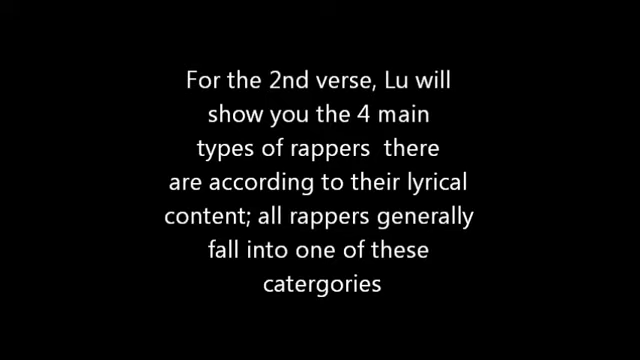 For the 2nd verse, Lu will
show you the 4 main
types of rappers  there
are according to their lyrical
content; all rappers generally
fall into one of these
catergories